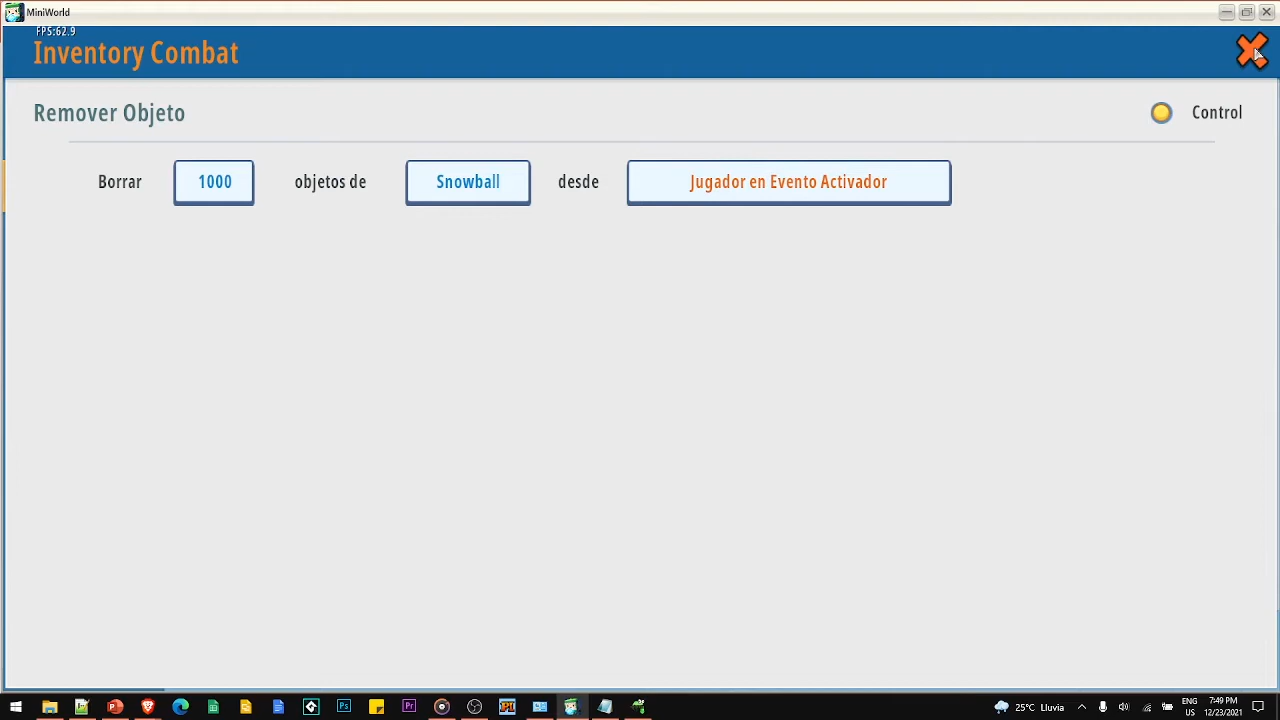 MiniWorld
FPS:62.9
Inventory Combat
Remover Objeto
Control
Borrar 1000 objetos de Snowball desde Jugador en Evento Activador
25°C Lluvia
ENG
US
7:49 PM
12/23/2021